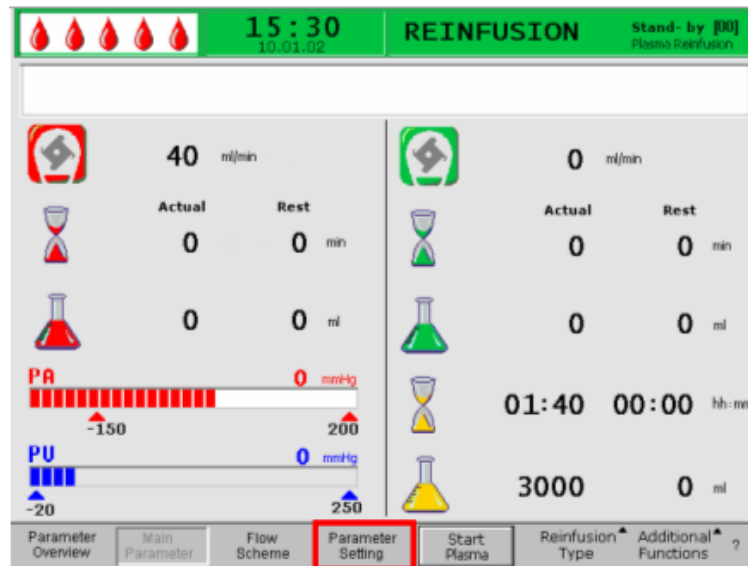 15:30
10.01.02
REINFUSION
Stand- by [00]
Plasma Reinfusion
40 ml/min
0 ml/min
Actual Rest
0 0 min
0 0 ml
PA 0 mmHg
-150 200
PU 0 mmHg
-20 250
Actual Rest
0 0 min
0 0 ml
01:40 00:00 hh:mm
3000 0 ml
Parameter Overview
Main Parameter
Flow Scheme
Parameter Setting
Start Plasma
Reinfusion Type
Additional Functions
?